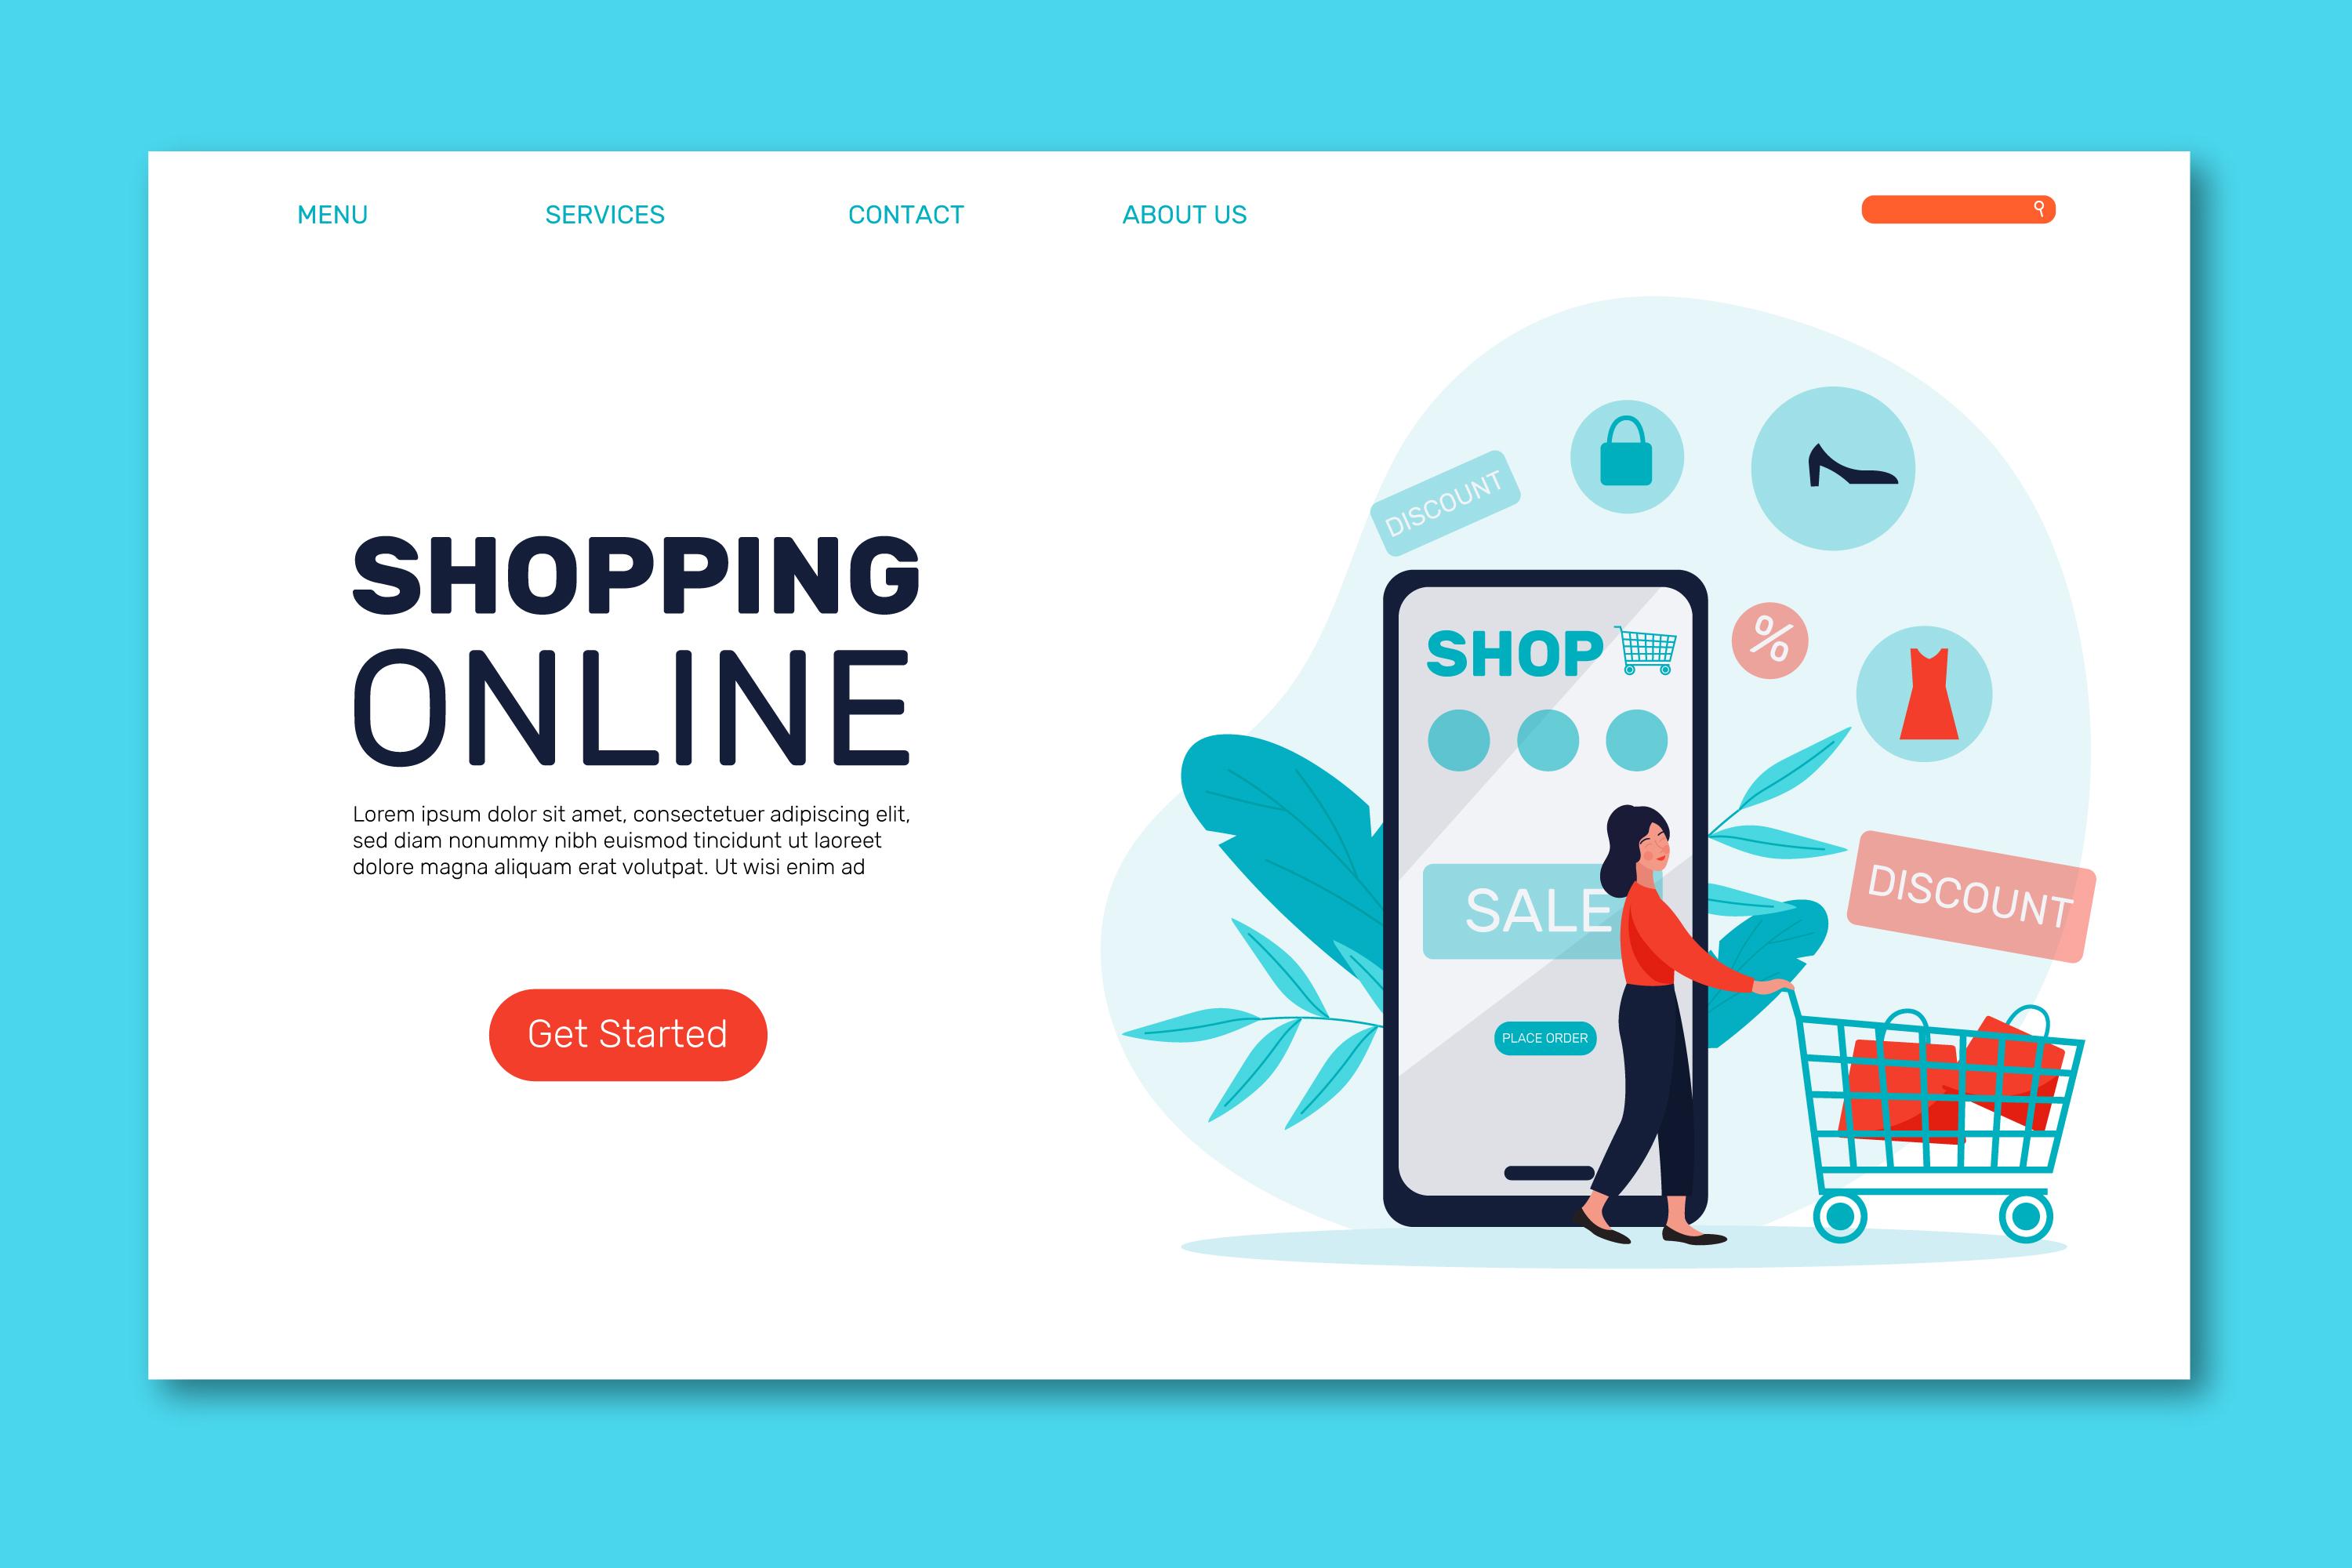 MENU
SERVICES
CONTACT
ABOUT US
SHOPPING
ONLINE
Lorem ipsum dolor sit amet, consectetuer adipiscing elit,
sed diam nonummy nibh euismod tincidunt ut laoreet
dolore magna aliquam erat volutpat. Ut wisi enim ad
Get Started
DISCOUNT
SHOP
%
SALE
DISCOUNT
PLACE ORDER